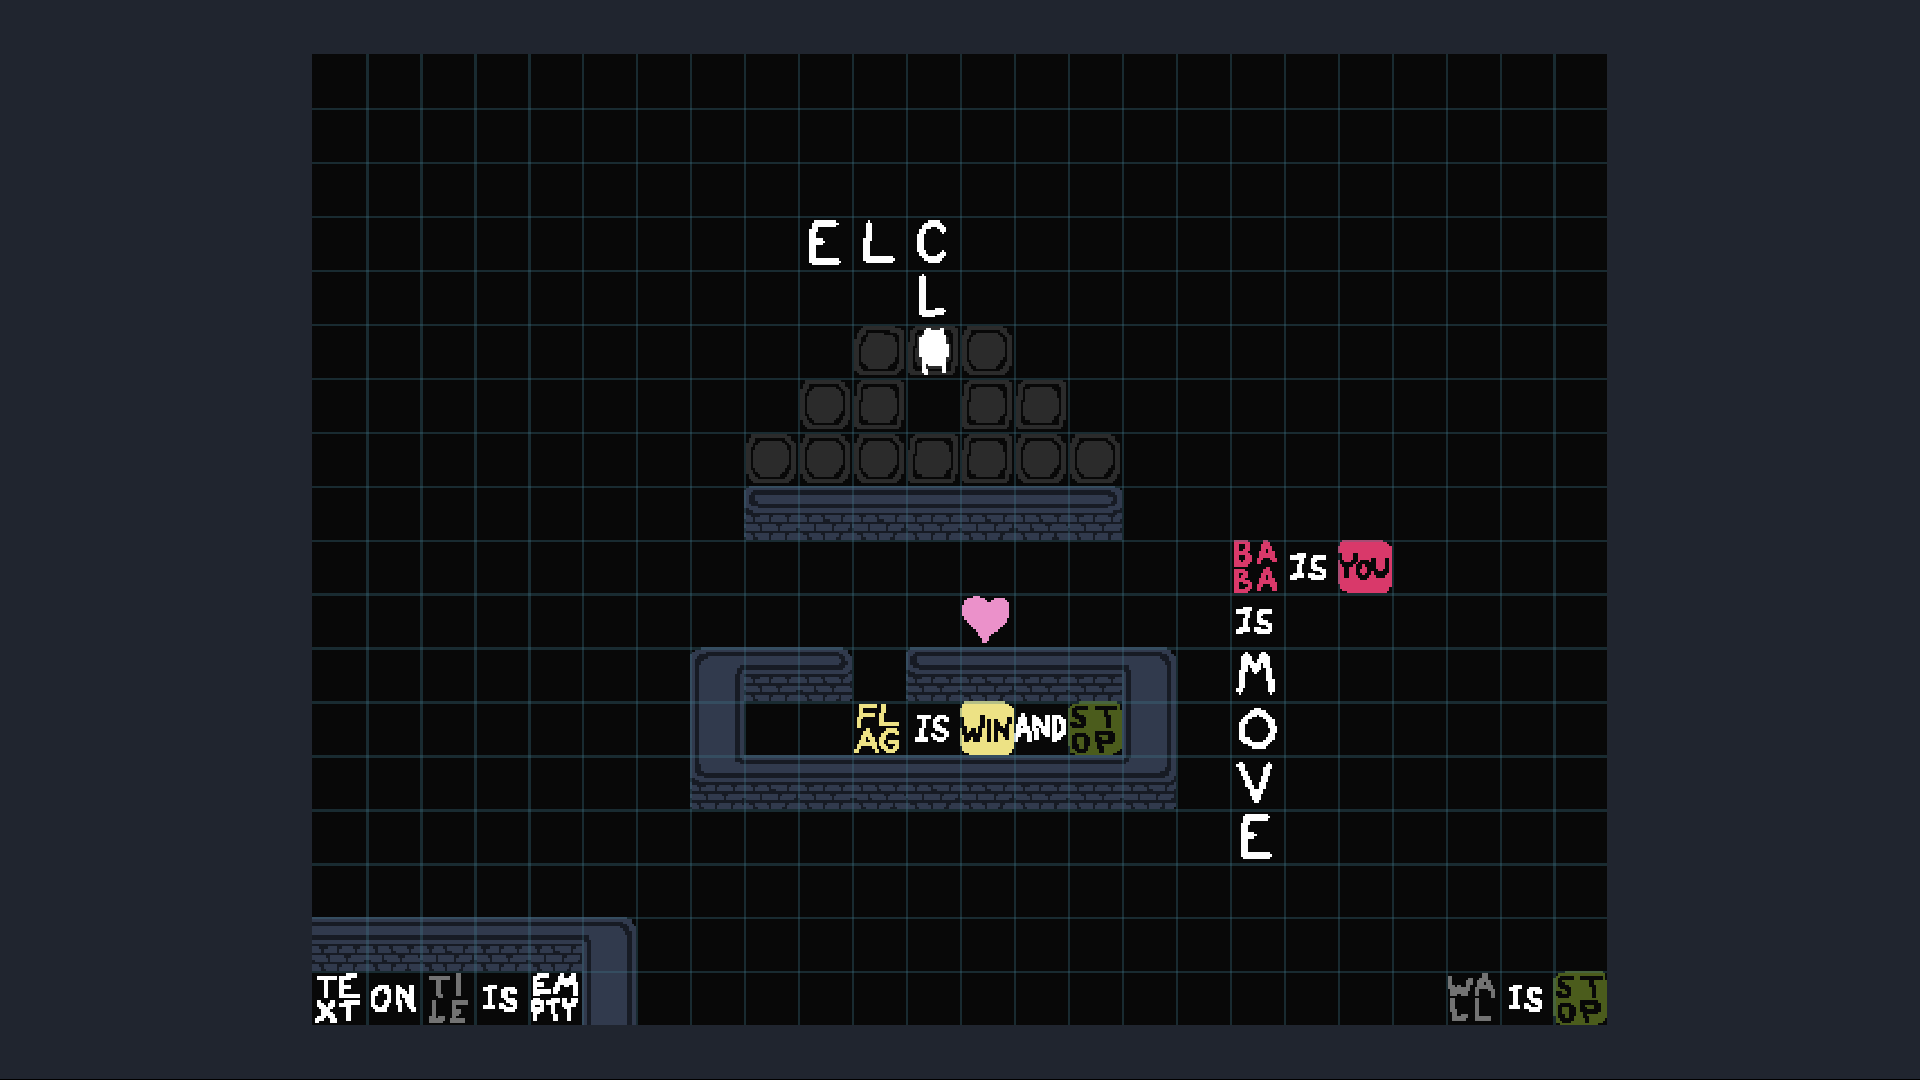 E L C
L
BABA IS YOU
IS
M
FLAG IS WIN AND STOP
O
V
E
TEXT ON TILE IS EMPTY
WALL IS STOP